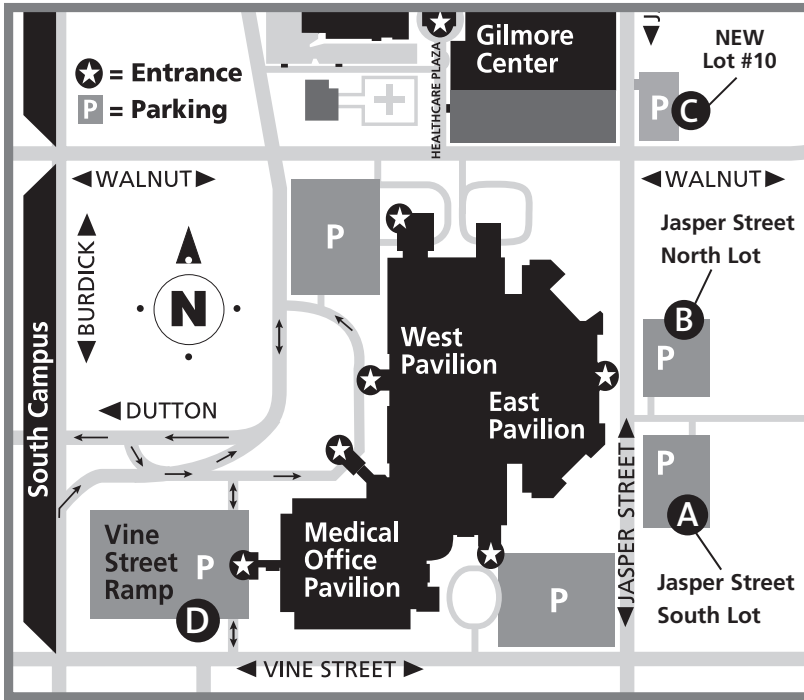 = Entrance
P = Parking
HEALTHCARE PLAZA
Gilmore
Center
NEW
Lot #10
P
C
WALNUT
WALNUT
BURDICK
N
P
Jasper Street
North Lot
B
P
West
Pavilion
East
Pavilion
DUTTON
South Campus
JASPER STREET
P
A
Jasper Street
South Lot
Vine
Street
Ramp
P
D
Medical
Office
Pavilion
P
VINE STREET